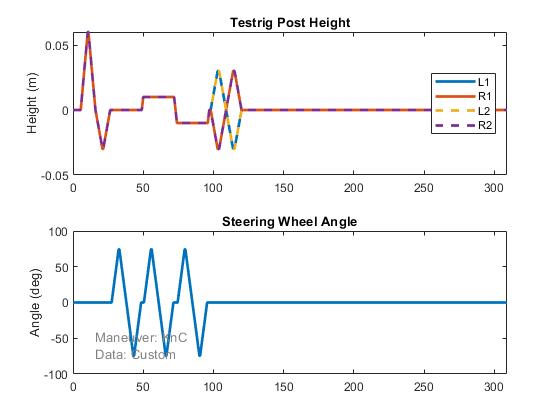 Testrig Post Height
Height (m)
0.05
0
-0.05
L1
R1
L2
R2
0 50 100 150 200 250 300
Steering Wheel Angle
Angle (deg)
100
50
0
-50
-100
Maneuver: KnC
Data: Custom
0 50 100 150 200 250 300